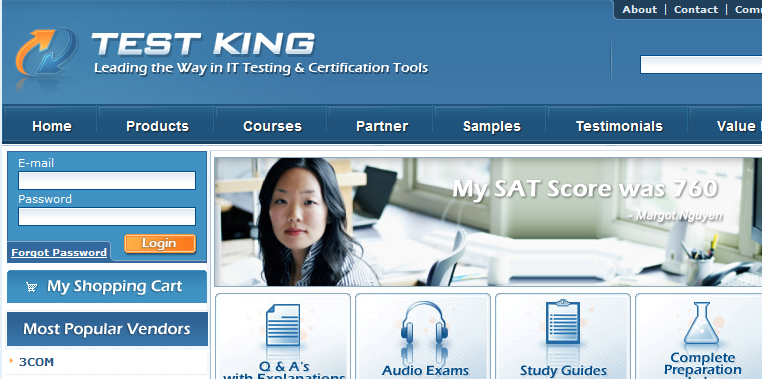 About | Contact |
TEST KING
Leading the Way in IT Testing & Certification Tools
Home Products Courses Partner Samples Testimonials Value
E-mail
Password
Forgot Password Login
My Shopping Cart
Most Popular Vendors
3COM
My SAT Score was 760
- Margot Nguyen
Q & A's
with Explanations
Audio Exams
Study Guides
Complete
Preparation